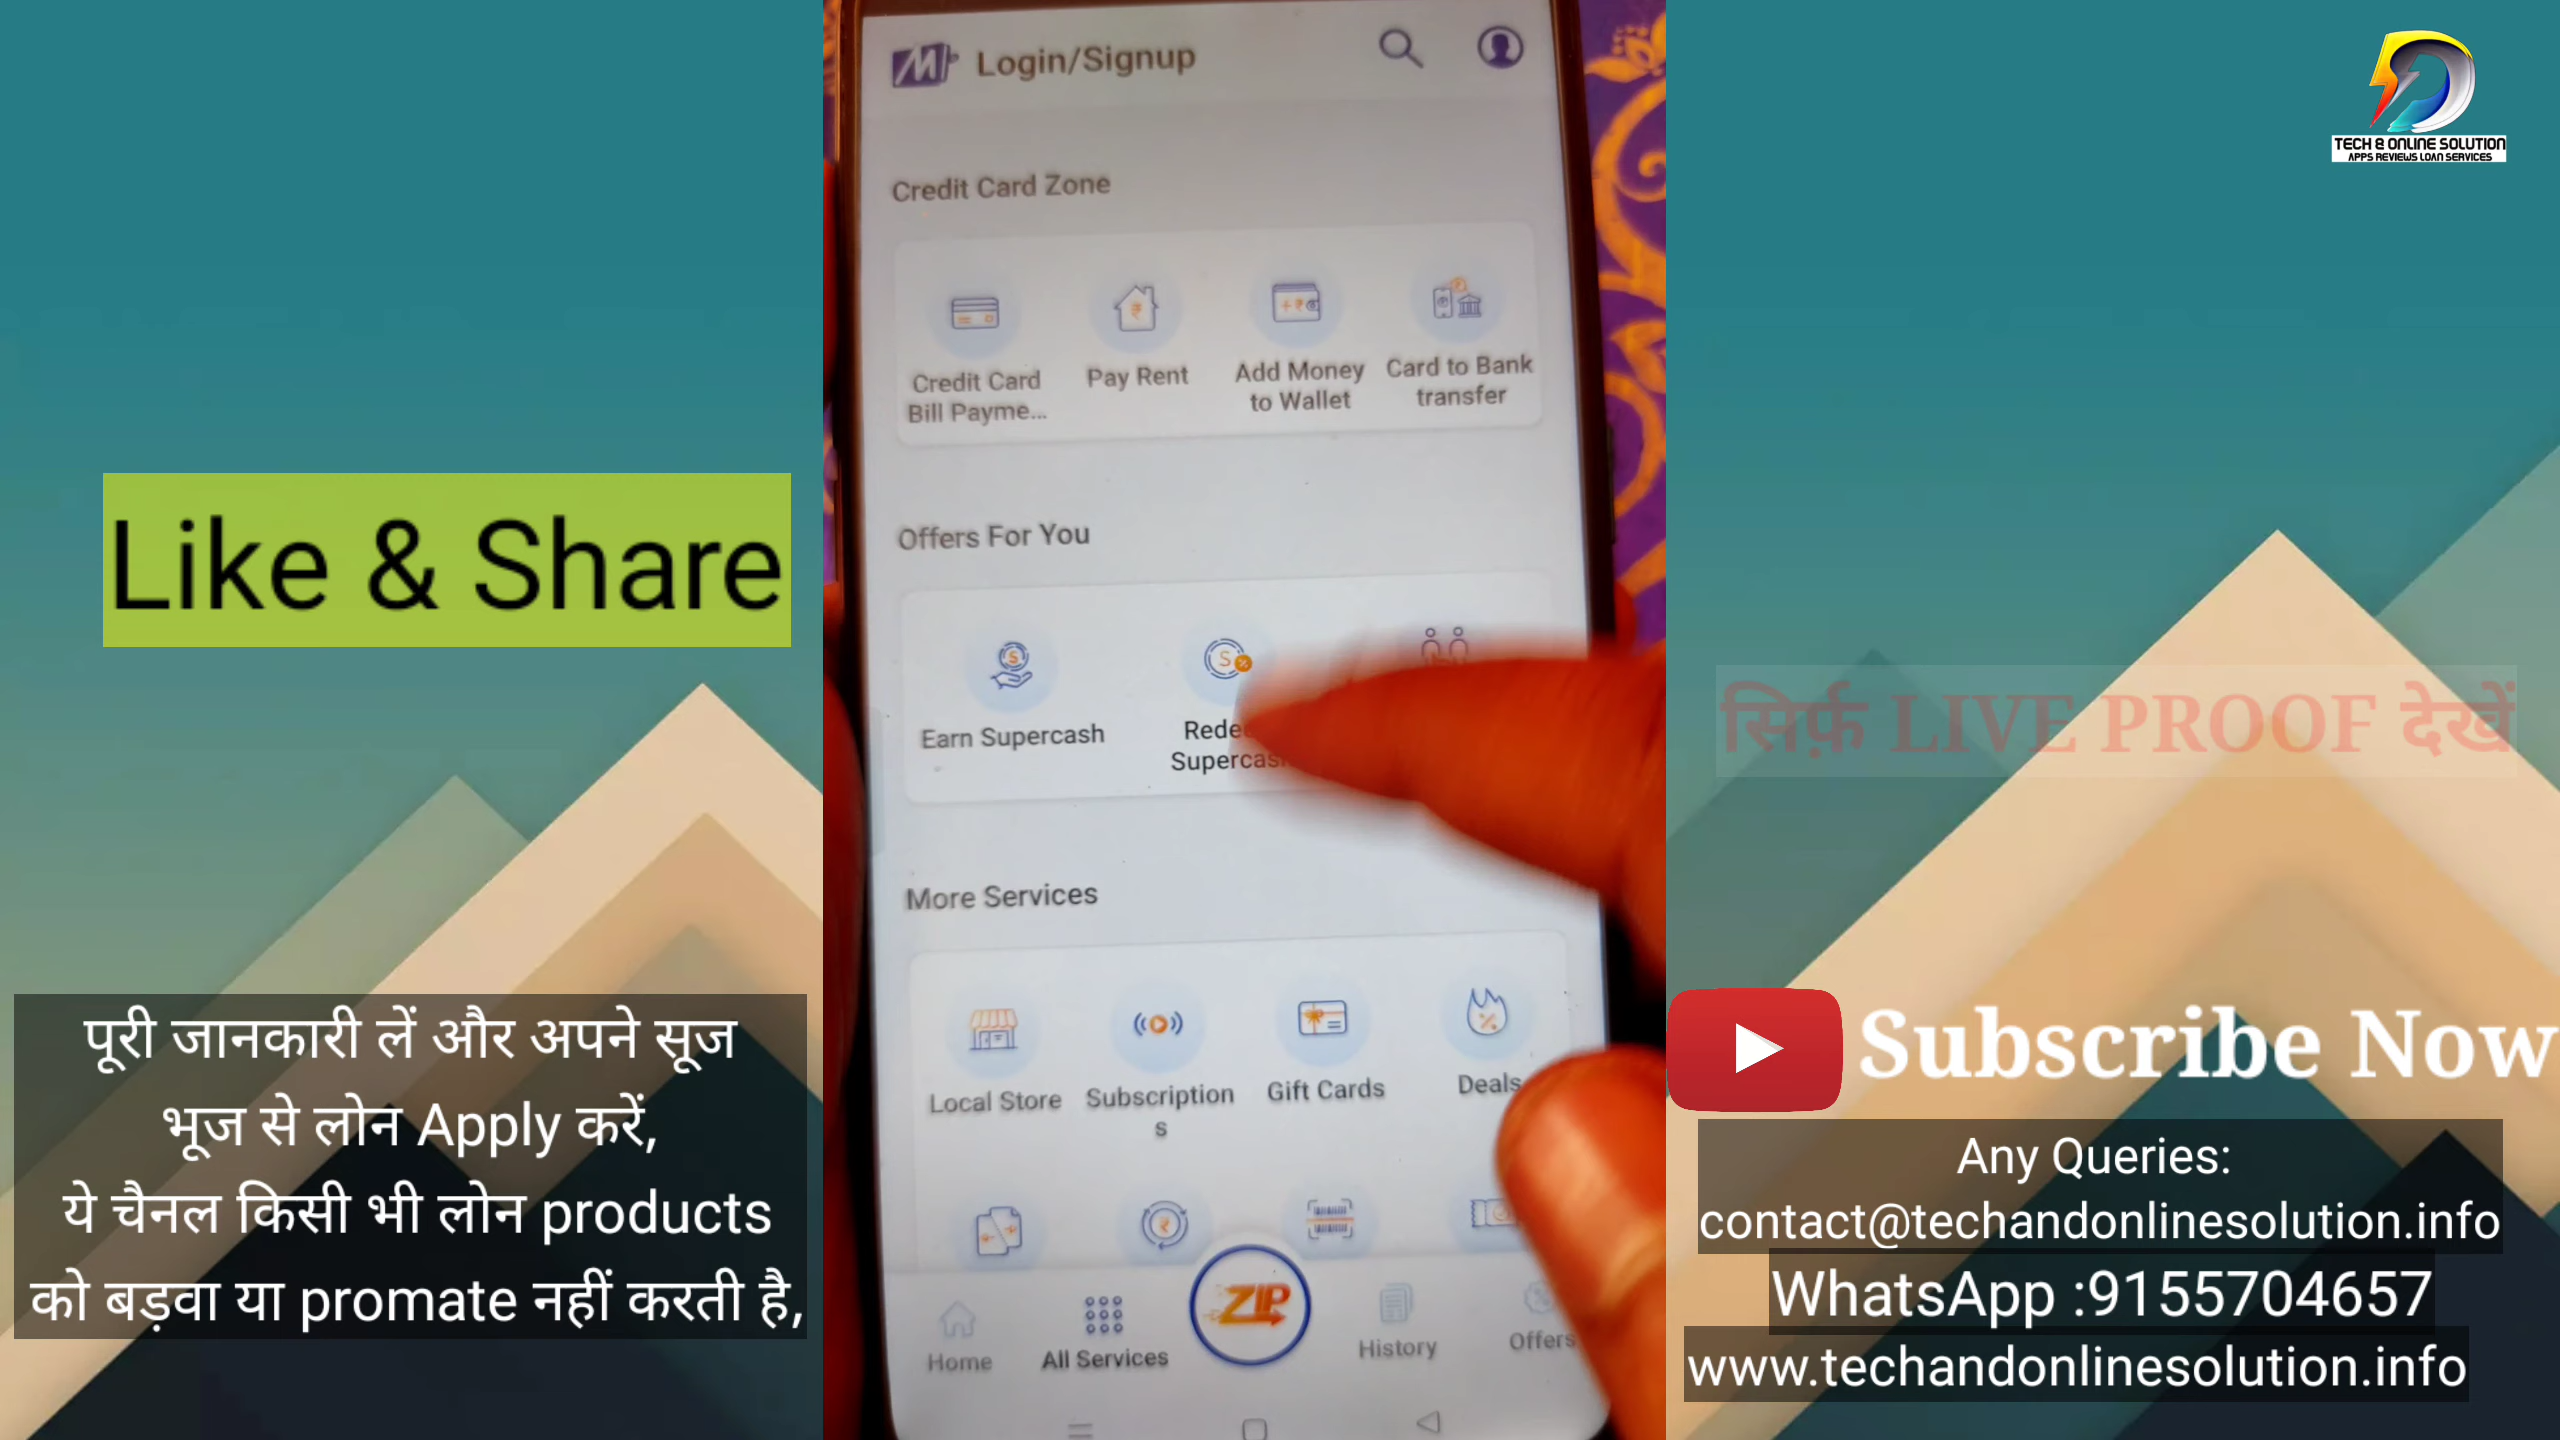 Login/Signup
Credit Card Zone
Credit Card
Bill Payme...
Pay Rent
Add Money
to Wallet
Card to Bank
transfer
Offers For You
Earn Supercash
More Services
Local Store
Subscription
s
Gift Cards
Deals
ZIP
Home
All Services
History
Offers
Like & Share
पूरी जानकारी लें और अपने सूज
भूज से लोन Apply करें,
ये चैनल किसी भी लोन products
को बड़वा या promate नहीं करती है,
TECH & ONLINE SOLUTION
APPS REVIEWS LOAN SERVICES
सिर्फ़ LIVE PROOF देखें
Subscribe Now
Any Queries:
contact@techandonlinesolution.info
WhatsApp :9155704657
www.techandonlinesolution.info